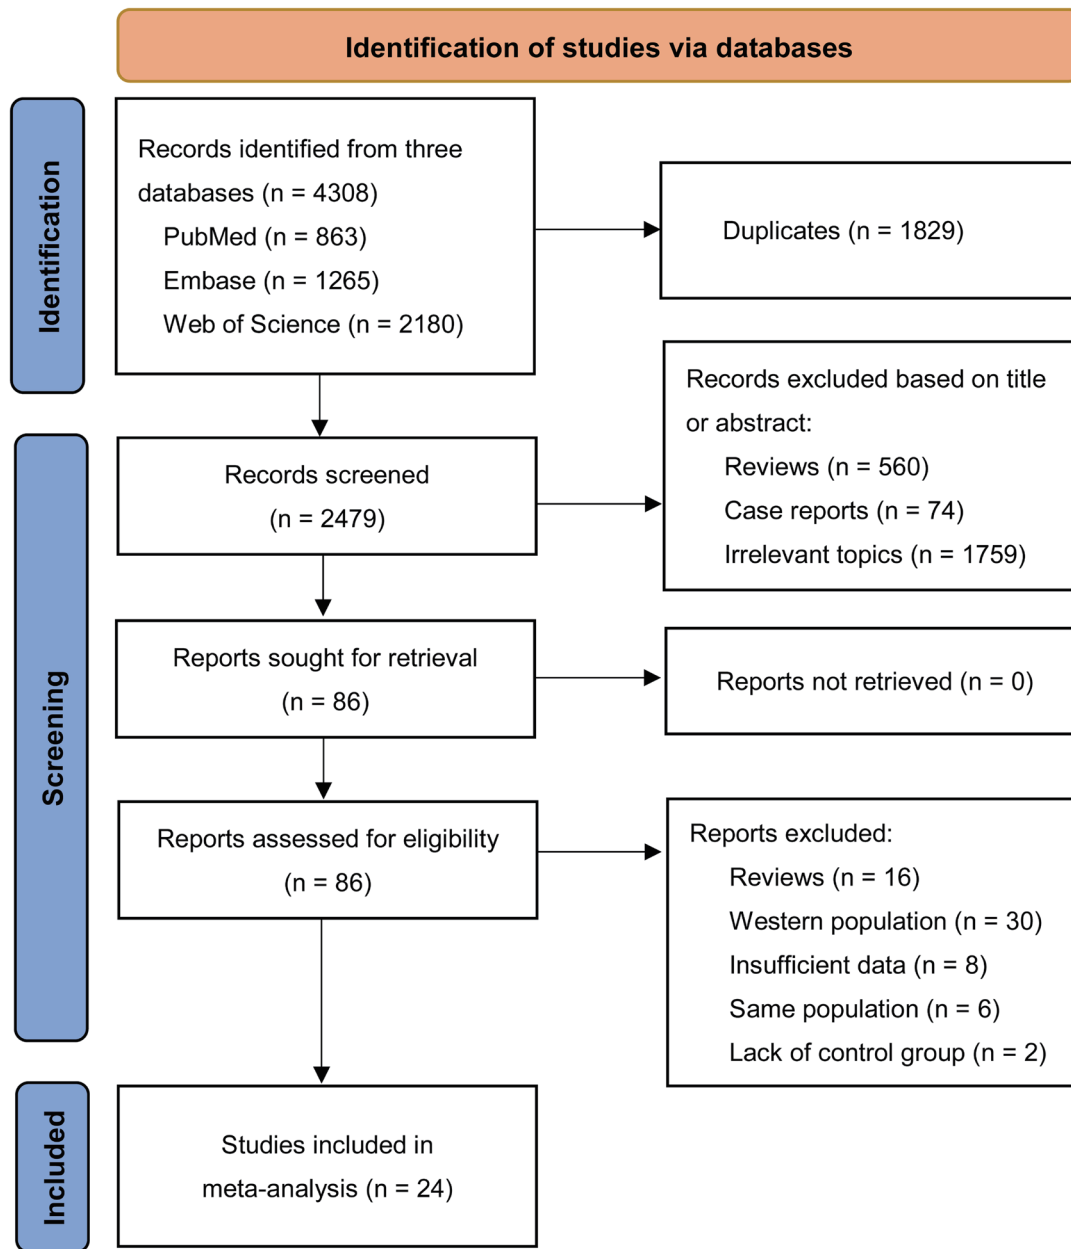 Identification of studies via databases
Identification
Records identified from three
databases (n = 4308)
PubMed (n = 863)
Embase (n = 1265)
Web of Science (n = 2180)
Duplicates (n = 1829)
Screening
Records screened
(n = 2479)
Records excluded based on title
or abstract:
Reviews (n = 560)
Case reports (n = 74)
Irrelevant topics (n = 1759)
Reports sought for retrieval
(n = 86)
Reports not retrieved (n = 0)
Reports assessed for eligibility
(n = 86)
Reports excluded:
Reviews (n = 16)
Western population (n = 30)
Insufficient data (n = 8)
Same population (n = 6)
Lack of control group (n = 2)
Included
Studies included in
meta-analysis (n = 24)